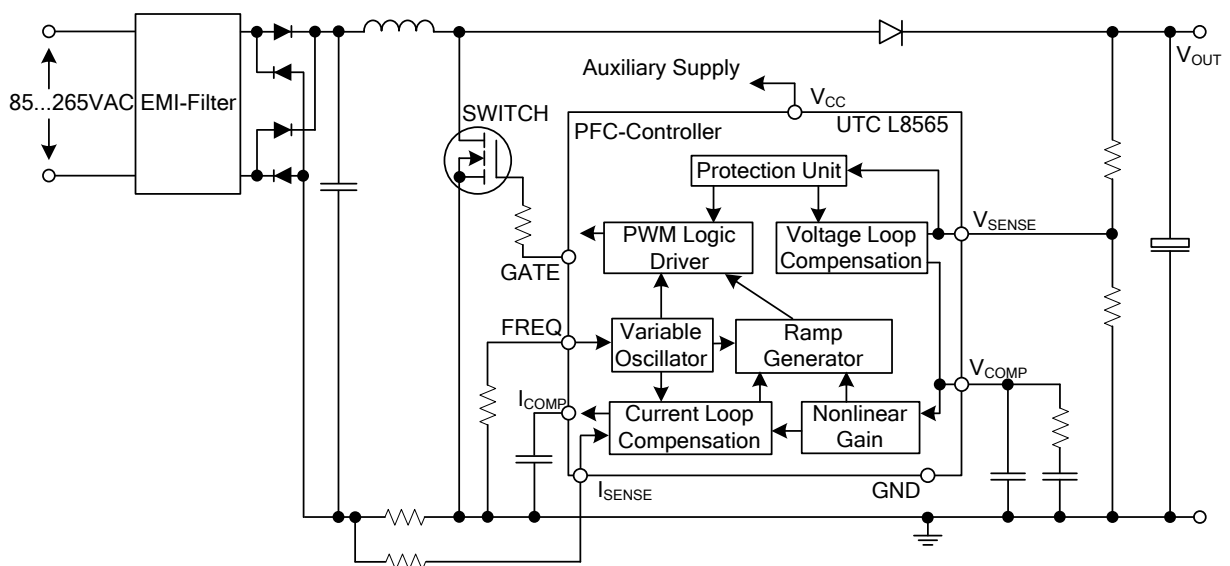 85...265VAC
EMI-Filter
SWITCH
Auxiliary Supply
VCC
VOUT
PFC-Controller
UTC L8565
Protection Unit
PWM Logic
Driver
Voltage Loop
Compensation
VSENSE
GATE
FREQ
Variable
Oscillator
Ramp
Generator
VCOMP
ICOMP
Current Loop
Compensation
Nonlinear
Gain
ISENSE
GND